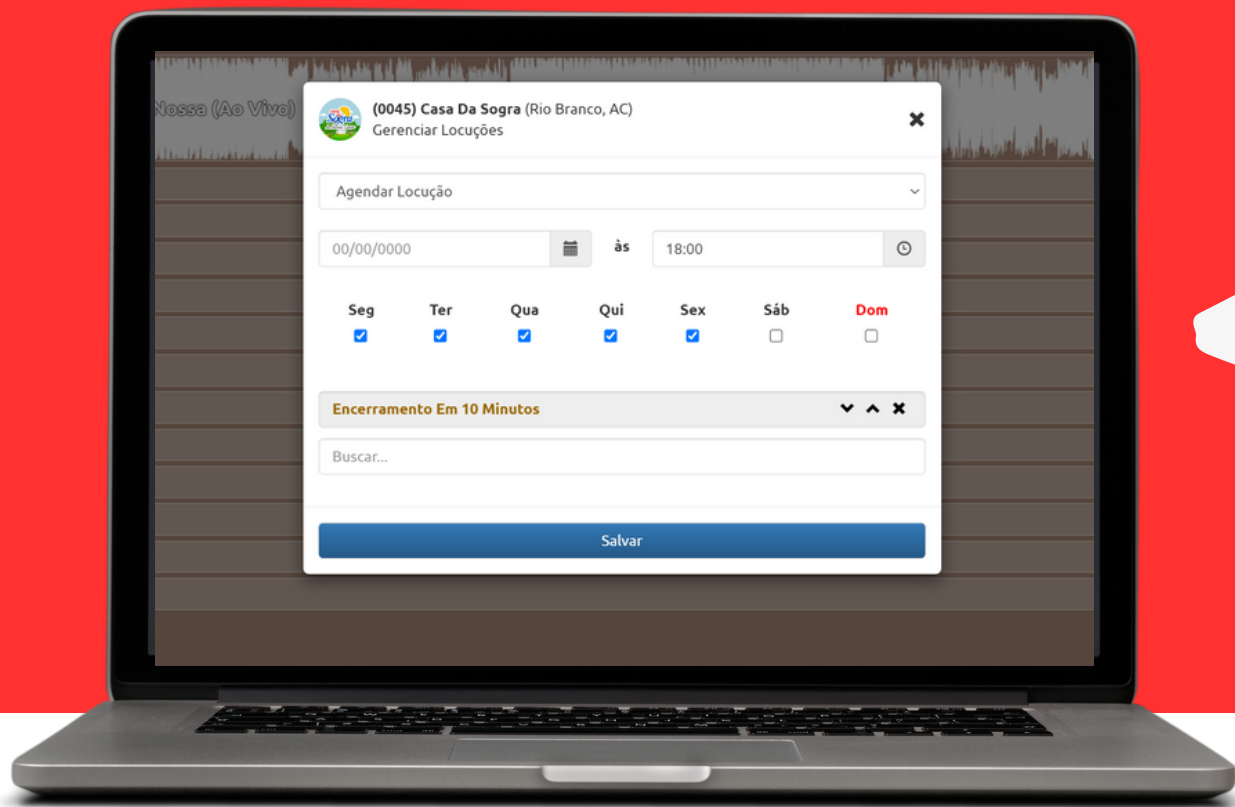 Nossa (Ao Vivo)
Sogra
(0045) Casa Da Sogra (Rio Branco, AC)
Gerenciar Locuções
Agendar Locução
00/00/0000 às 18:00
Seg Ter Qua Qui Sex Sáb Dom
Encerramento Em 10 Minutos
Buscar...
Salvar